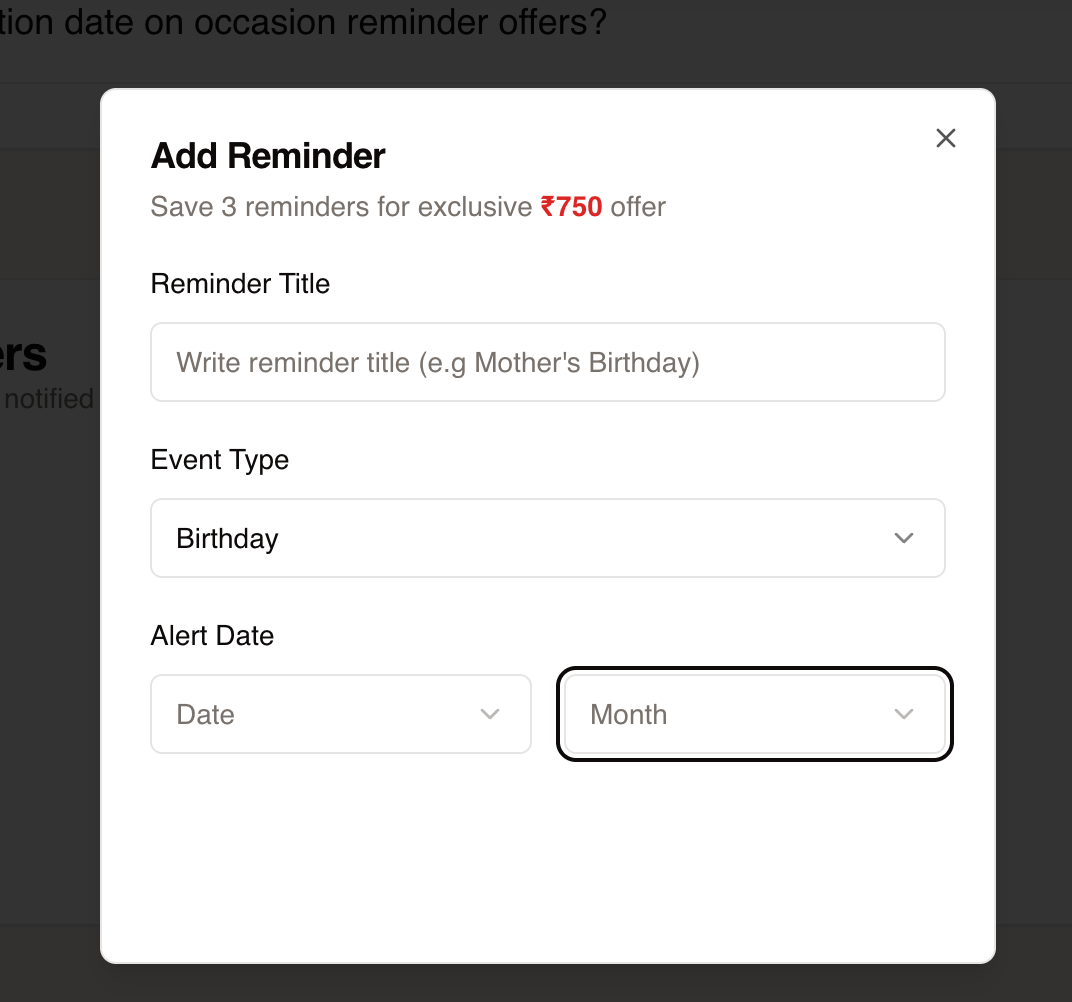 tion date on occasion reminder offers?
Add Reminder
Save 3 reminders for exclusive ₹750 offer
Reminder Title
Write reminder title (e.g Mother's Birthday)
ers
notified
Event Type
Birthday
Alert Date
Date
Month